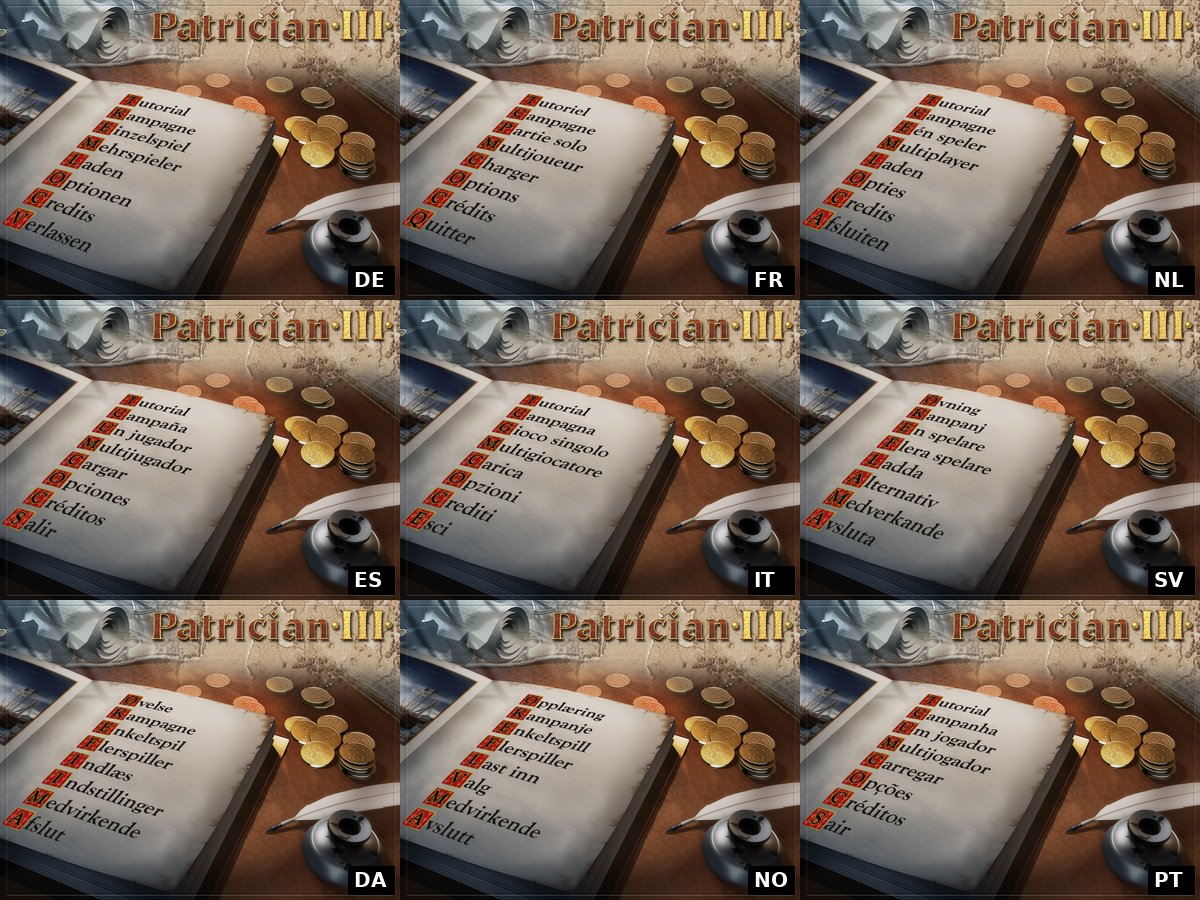 Patrician III
Tutorial
Kampagne
Einzelspiel
Mehrspieler
Laden
Optionen
Credits
Verlassen
DE
Patrician III
Tutoriel
Campagne
Partie solo
Multijoueur
Charger
Options
Crédits
Quitter
FR
Patrician III
Tutorial
Campagne
Eén speler
Multiplayer
Laden
Opties
Credits
Afsluiten
NL
Patrician III
Tutorial
Campaña
Un jugador
Multijugador
Cargar
Opciones
Créditos
Salir
ES
Patrician III
Tutorial
Campagna
Gioco singolo
Multigiocatore
Carica
Opzioni
Crediti
Esci
IT
Patrician III
Övning
Kampanj
En spelare
Flera spelare
Ladda
Alternativ
Medverkande
Avsluta
SV
Patrician III
Øvelse
Kampagne
Enkeltspil
Flerspiller
Indlæs
Indstillinger
Medvirkende
Afslut
DA
Patrician III
Opplæring
Kampanje
Enkeltspill
Flerspiller
Last inn
Valg
Medvirkende
Avslutt
NO
Patrician III
Tutorial
Campanha
Um jogador
Multijogador
Carregar
Opções
Créditos
Sair
PT